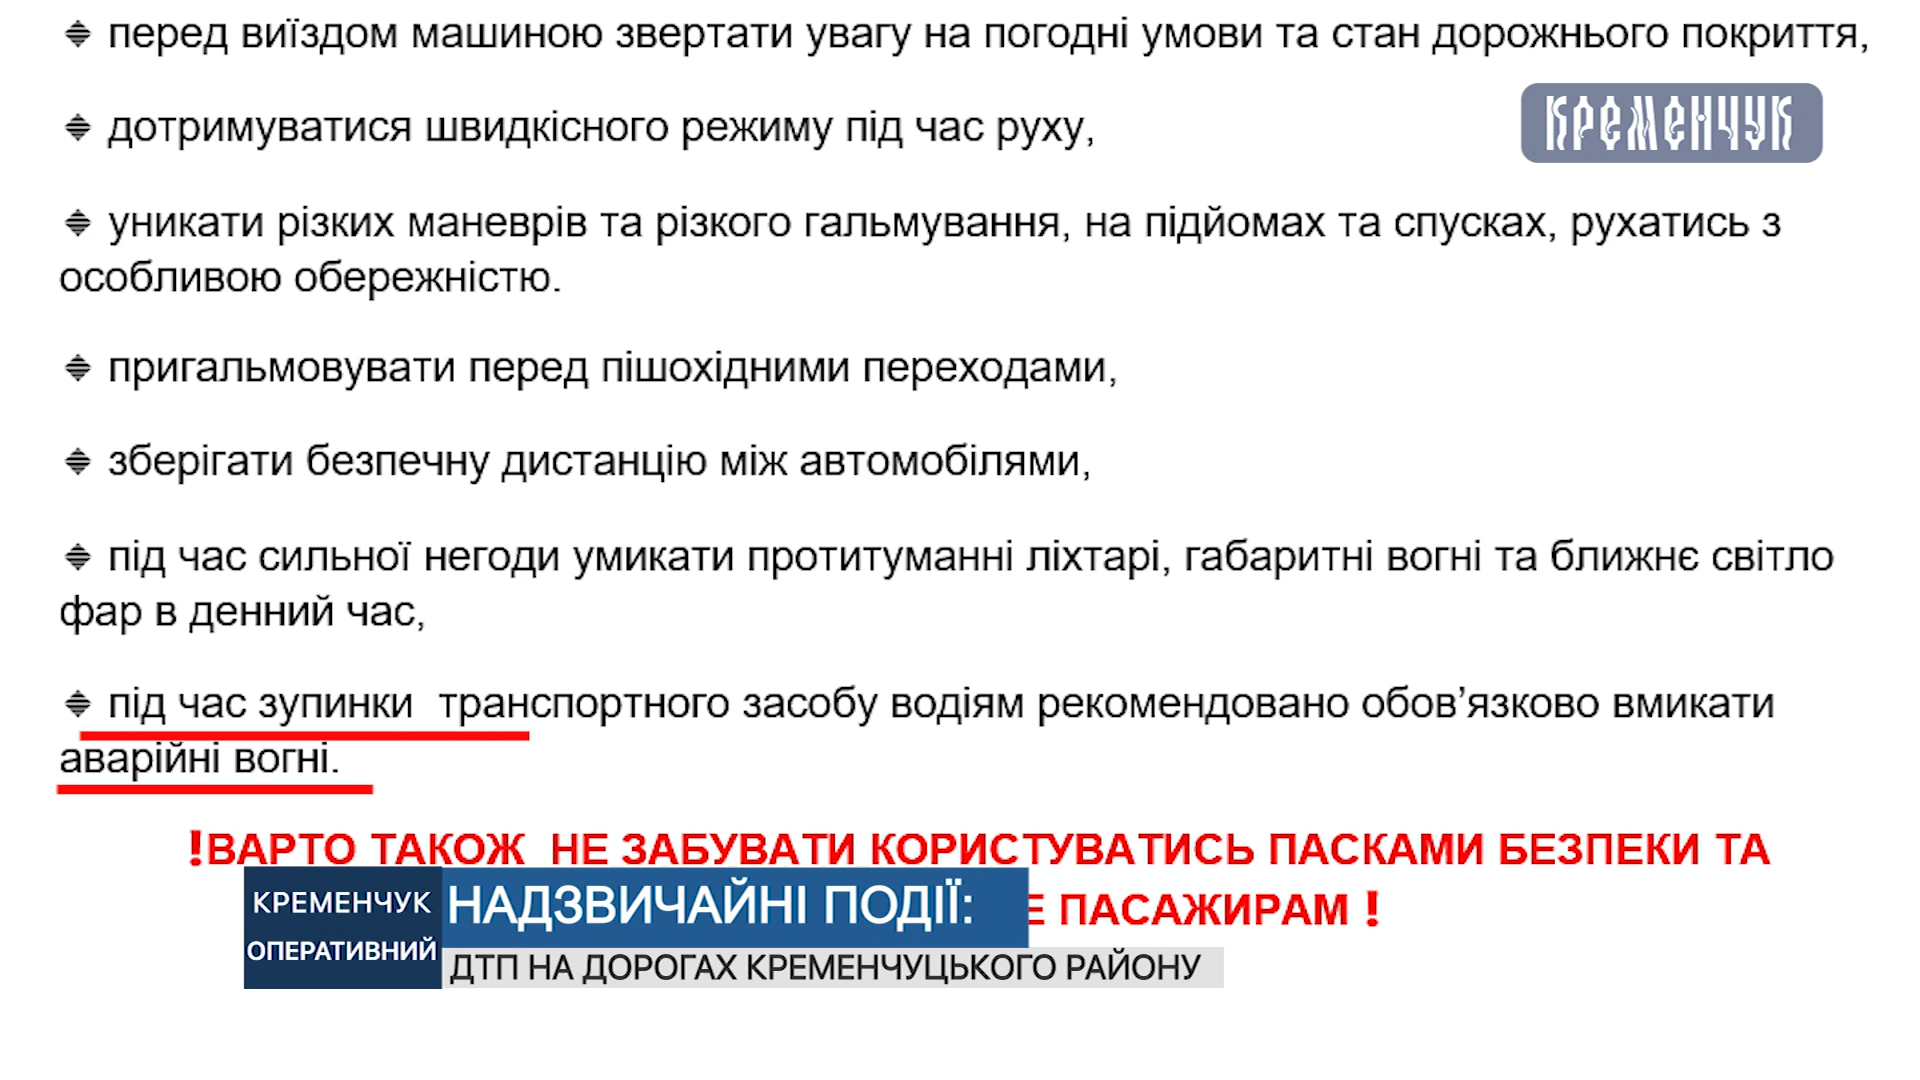 перед виїздом машиною звертати увагу на погодні умови та стан дорожнього покриття,
КРЕМЕНЧУК
дотримуватися швидкісного режиму під час руху,
уникати різких маневрів та різкого гальмування, на підйомах та спусках, рухатись з
особливою обережністю.
пригальмовувати перед пішохідними переходами,
зберігати безпечну дистанцію між автомобілями,
під час сильної негоди умикати протитуманні ліхтарі, габаритні вогні та ближнє світло
фар в денний час,
під час зупинки транспортного засобу водіям рекомендовано обов’язково вмикати
аварійні вогні.
!ВАРТО ТАКОЖ НЕ ЗАБУВАТИ КОРИСТУВАТИСЬ ПАСКАМИ БЕЗПЕКИ ТА
ПАСАЖИРАМ !
КРЕМЕНЧУК
ОПЕРАТИВНИЙ
НАДЗВИЧАЙНІ ПОДІЇ:
ДТП НА ДОРОГАХ КРЕМЕНЧУЦЬКОГО РАЙОНУ